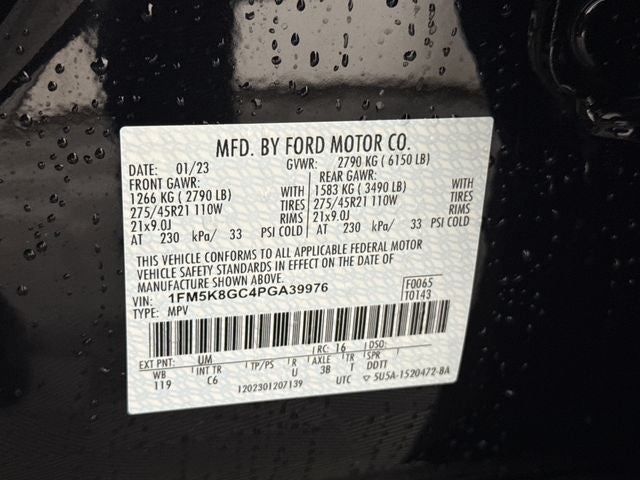 MFD. BY FORD MOTOR CO.
DATE: 01/23 GVWR: 2790 KG ( 6150 LB)
FRONT GAWR: REAR GAWR:
1266 KG ( 2790 LB) WITH 1583 KG ( 3490 LB) WITH
275/45R21 110W TIRES 275/45R21 110W TIRES
21x9.0J RIMS 21x9.0J RIMS
AT 230 kPa/ 33 PSI COLD AT 230 kPa/ 33 PSI COLD
THIS VEHICLE CONFORMS TO ALL APPLICABLE FEDERAL MOTOR
VEHICLE SAFETY STANDARDS IN EFFECT ON THE DATE OF
MANUFACTURE SHOWN ABOVE.
VIN: 1FM5K8GC4PGA39976 F0065
TYPE: MPV T0143
EXT PNT: UM RC: 16 DSO:
WB INT TR TP/PS R AXLE TR SPR
119 C6 U 3B T DDTT
1202301207139 UTC ▽ 5U5A-1520472-BA